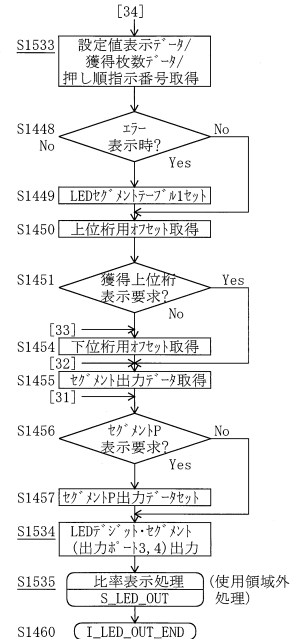 [34]
S1533
設定値表示データ/
獲得枚数データ/
押し順指示番号取得
S1448
エラー
表示時?
No
No
Yes
S1449
LEDセグメントテーブル1セット
S1450
上位桁用オフセット取得
S1451
獲得上位桁
表示要求?
Yes
No
[33]
S1454
下位桁用オフセット取得
[32]
S1455
セグメント出力データ取得
[31]
S1456
セグメントP
表示要求?
No
Yes
S1457
セグメントP出力データセット
S1534
LEDデジット・セグメント
(出力ポート3,4)出力
S1535
比率表示処理
S_LED_OUT
(使用領域外
処理)
S1460
I_LED_OUT_END